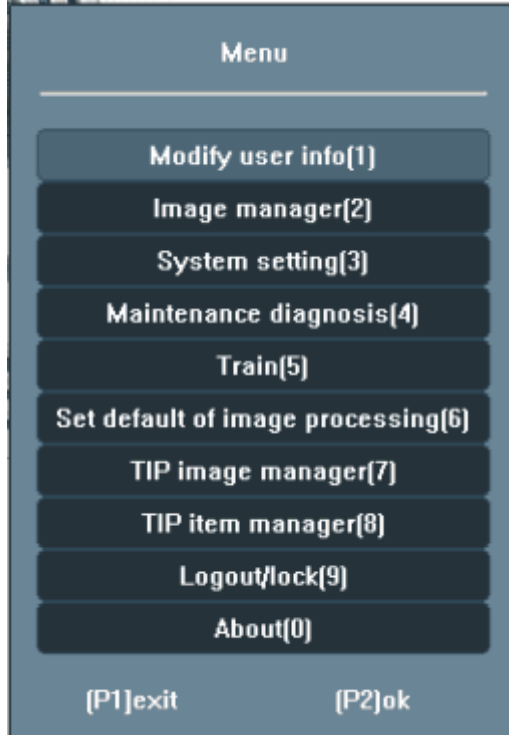 Menu
Modify user info(1)
Image manager(2)
System setting(3)
Maintenance diagnosis(4)
Train(5)
Set default of image processing(6)
TIP image manager(7)
TIP item manager(8)
Logout/lock(9)
About(0)
(P1)exit (P2)ok